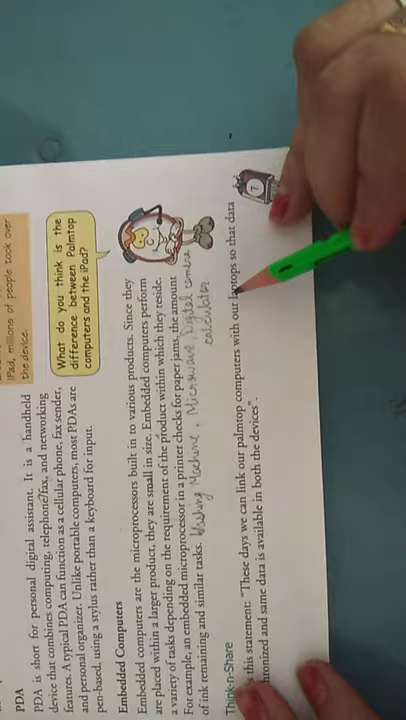 iPad, millions of people took over
the device.
PDA
PDA is short for personal digital assistant. It is a handheld
device that combines computing, telephone/fax, and networking
features. A typical PDA can function as a cellular phone, fax sender,
and personal organizer. Unlike portable computers, most PDAs are
pen-based, using a stylus rather than a keyboard for input.
What do you think is the
difference between Palmtop
computers and the iPad?
Embedded Computers
Embedded computers are the microprocessors built in to various products. Since they
are placed within a larger product, they are small in size. Embedded computers perform
a variety of tasks depending on the requirement of the product within which they reside.
For example, an embedded microprocessor in a printer checks for paper jams, the amount
of ink remaining and similar tasks. Washing Machine, Microwave, Digital camera
calculator
Think-n-Share
this statement: "These days we can link our palmtop computers with our laptops so that data
hronized and same data is available in both the devices".
7